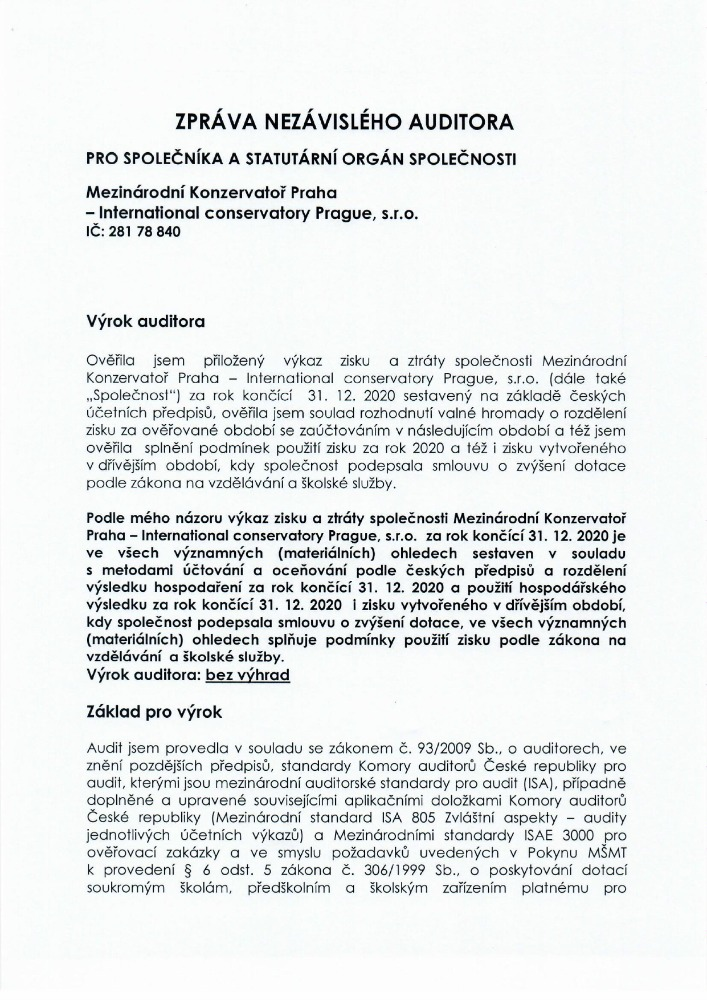 ZPRÁVA NEZÁVISLÉHO AUDITORA
PRO SPOLEČNÍKA A STATUTÁRNÍ ORGÁN SPOLEČNOSTI
Mezinárodní Konzervatoř Praha
– International conservatory Prague, s.r.o.
IČ: 281 78 840
Výrok auditora
Ověřila jsem přiložený výkaz zisku a ztráty společnosti Mezinárodní
Konzervatoř Praha – International conservatory Prague, s.r.o. (dále také
„Společnost") za rok končící 31. 12. 2020 sestavený na základě českých
účetních předpisů, ověřila jsem soulad rozhodnutí valné hromady o rozdělení
zisku za ověřované období se zaúčtováním v následujícím období a též jsem
ověřila splnění podmínek použití zisku za rok 2020 a též i zisku vytvořeného
v dřívějším období, kdy společnost podepsala smlouvu o zvýšení dotace
podle zákona na vzdělávání a školské služby.
Podle mého názoru výkaz zisku a ztráty společnosti Mezinárodní Konzervatoř
Praha – International conservatory Prague, s.r.o. za rok končící 31. 12. 2020 je
ve všech významných (materiálních) ohledech sestaven v souladu
s metodami účtování a oceňování podle českých předpisů a rozdělení
výsledku hospodaření za rok končící 31. 12. 2020 a použití hospodářského
výsledku za rok končící 31. 12. 2020 i zisku vytvořeného v dřívějším období,
kdy společnost podepsala smlouvu o zvýšení dotace, ve všech významných
(materiálních) ohledech splňuje podmínky použití zisku podle zákona na
vzdělávání a školské služby.
Výrok auditora: bez výhrad
Základ pro výrok
Audit jsem provedla v souladu se zákonem č. 93/2009 Sb., o auditorech, ve
znění pozdějších předpisů, standardy Komory auditorů České republiky pro
audit, kterými jsou mezinárodní auditorské standardy pro audit (ISA), případně
doplněné a upravené souvisejícími aplikačními doložkami Komory auditorů
České republiky (Mezinárodní standard ISA 805 Zvláštní aspekty – audity
jednotlivých účetních výkazů) a Mezinárodními standardy ISAE 3000 pro
ověřovací zakázky a ve smyslu požadavků uvedených v Pokynu MŠMT
k provedení § 6 odst. 5 zákona č. 306/1999 Sb., o poskytování dotací
soukromým školám, předškolním a školským zařízením platnému pro